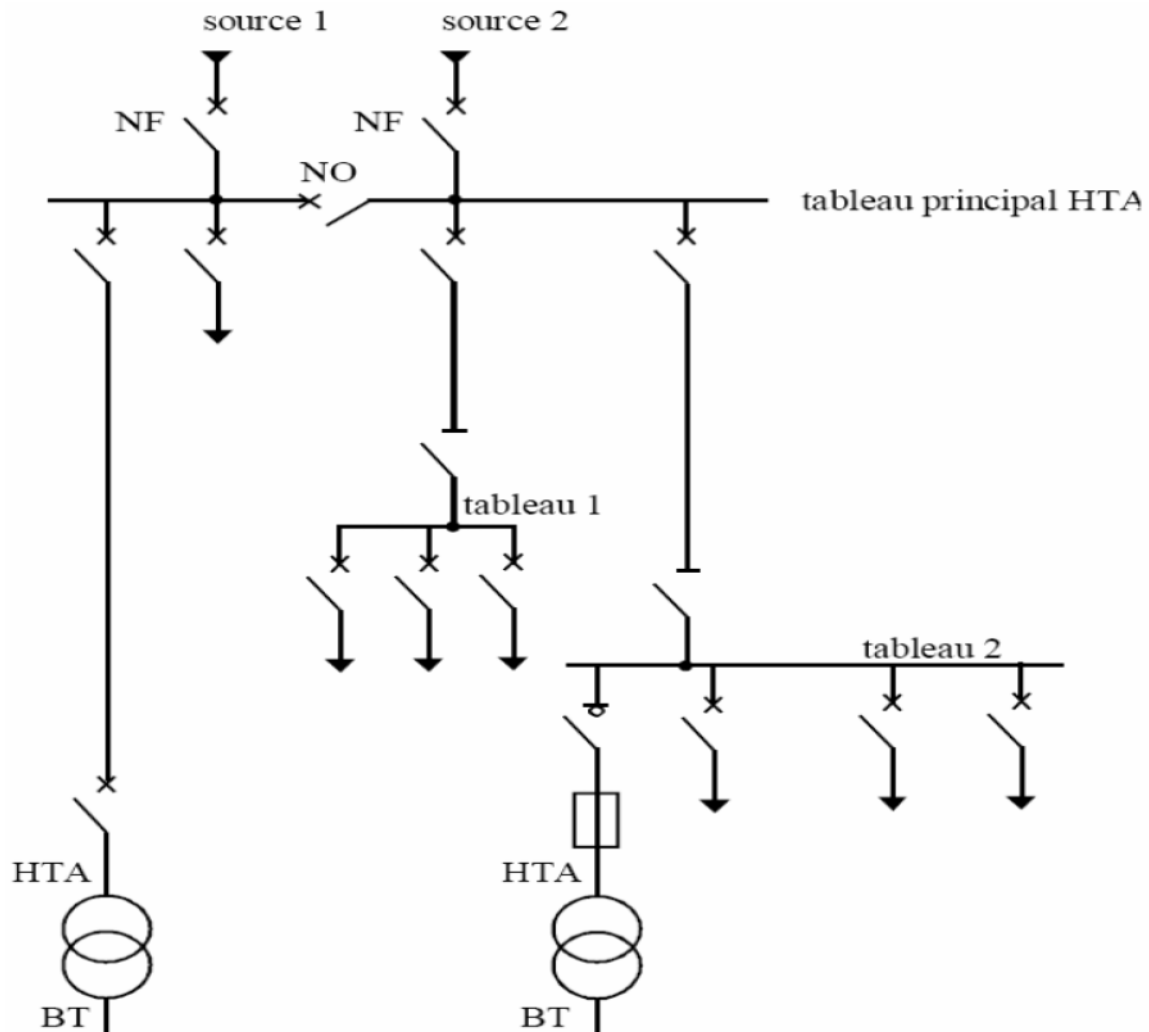 source 1
source 2
NF
NF
NO
tableau principal HTA
tableau 1
tableau 2
HTA
HTA
BT
BT